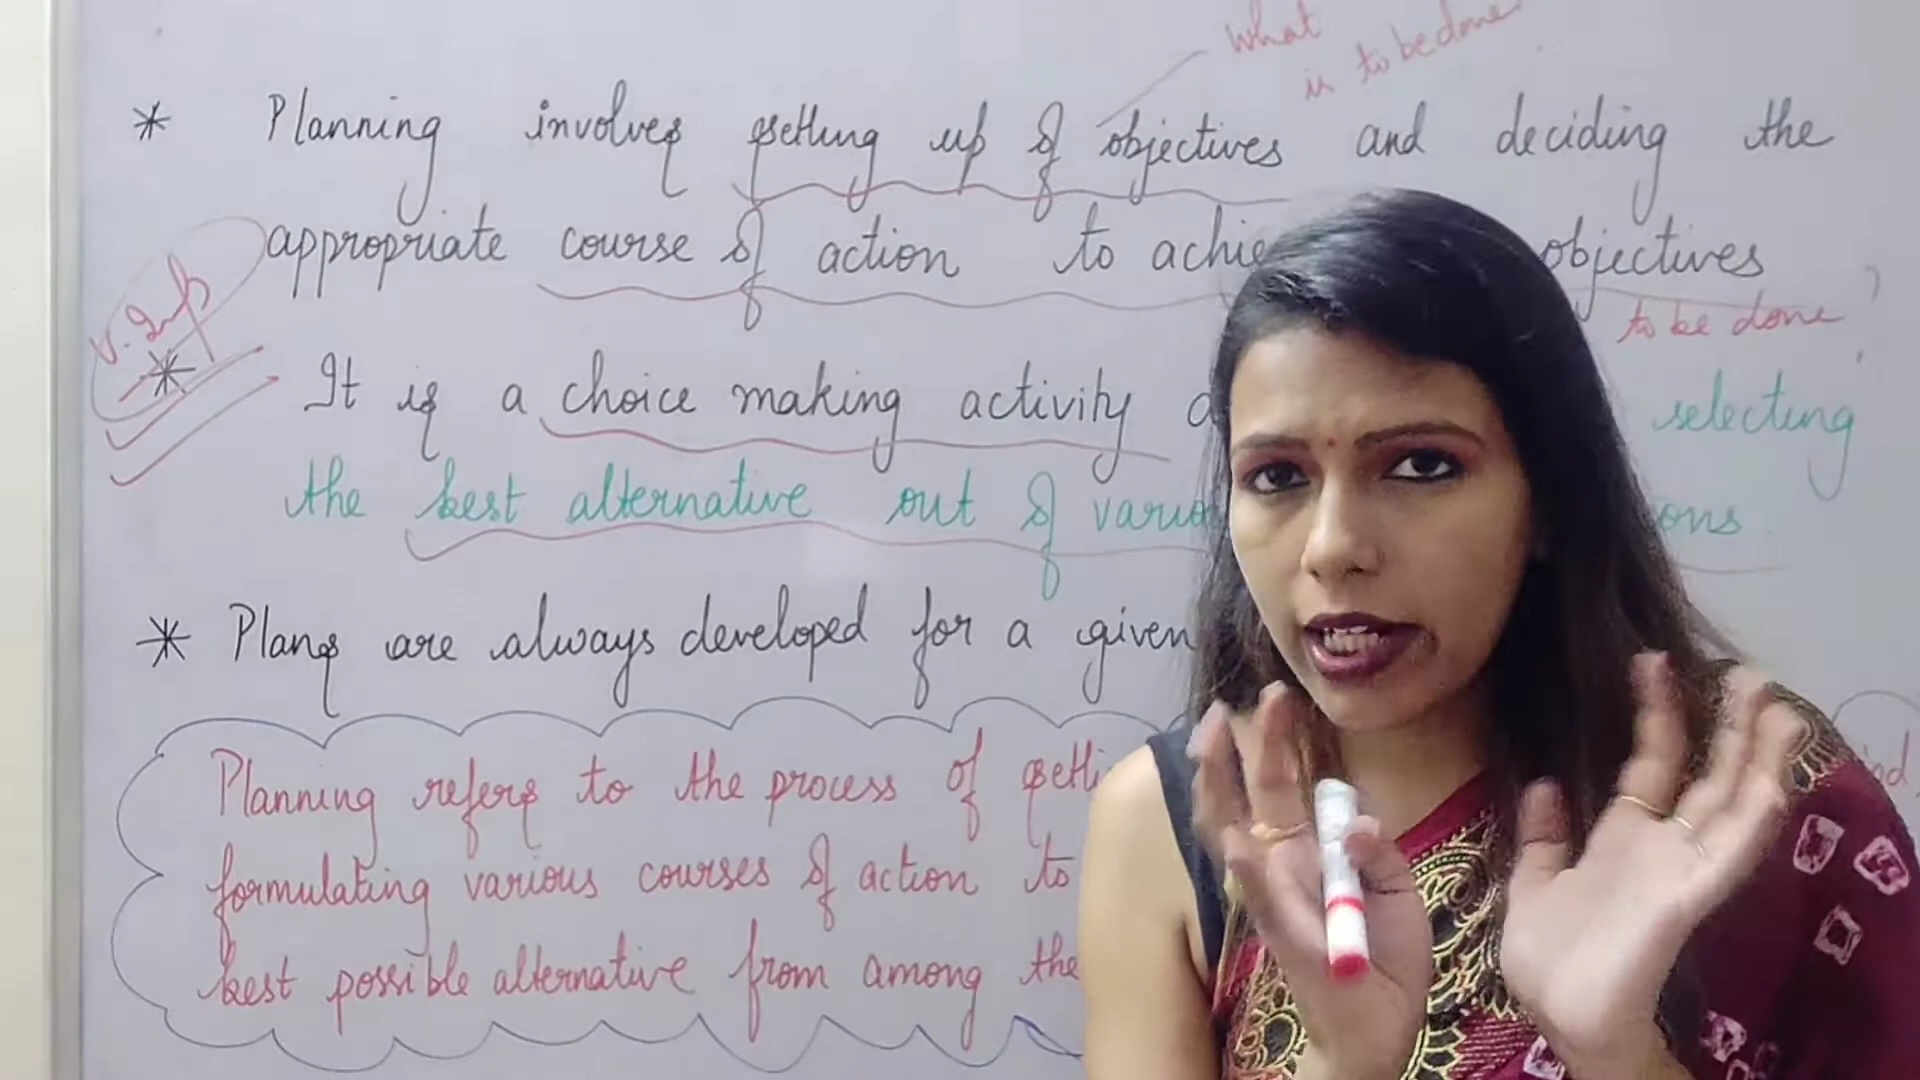 what
is to be done
* Planning involves setting up of objectives and deciding the
appropriate course of action to achie objectives
V. Imp
to be done ?
* It is a choice making activity selecting
the best alternative out of vario ons
* Plans are always developed for a given
Planning refers to the process of setti od,
formulating various courses of action to
best possible alternative from among the